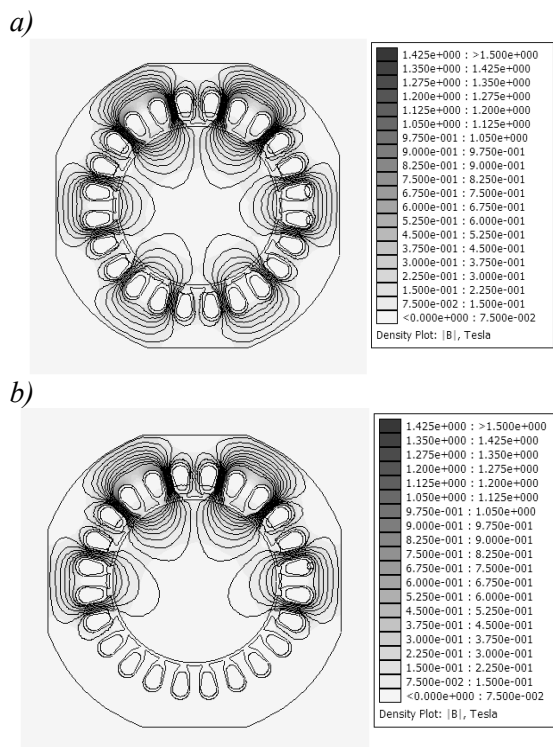 a)
1.425e+000 : >1.500e+000
1.350e+000 : 1.425e+000
1.275e+000 : 1.350e+000
1.200e+000 : 1.275e+000
1.125e+000 : 1.200e+000
1.050e+000 : 1.125e+000
9.750e-001 : 1.050e+000
9.000e-001 : 9.750e-001
8.250e-001 : 9.000e-001
7.500e-001 : 8.250e-001
6.750e-001 : 7.500e-001
6.000e-001 : 6.750e-001
5.250e-001 : 6.000e-001
4.500e-001 : 5.250e-001
3.750e-001 : 4.500e-001
3.000e-001 : 3.750e-001
2.250e-001 : 3.000e-001
1.500e-001 : 2.250e-001
7.500e-002 : 1.500e-001
<0.000e+000 : 7.500e-002
Density Plot: |B|, Tesla
b)
1.425e+000 : >1.500e+000
1.350e+000 : 1.425e+000
1.275e+000 : 1.350e+000
1.200e+000 : 1.275e+000
1.125e+000 : 1.200e+000
1.050e+000 : 1.125e+000
9.750e-001 : 1.050e+000
9.000e-001 : 9.750e-001
8.250e-001 : 9.000e-001
7.500e-001 : 8.250e-001
6.750e-001 : 7.500e-001
6.000e-001 : 6.750e-001
5.250e-001 : 6.000e-001
4.500e-001 : 5.250e-001
3.750e-001 : 4.500e-001
3.000e-001 : 3.750e-001
2.250e-001 : 3.000e-001
1.500e-001 : 2.250e-001
7.500e-002 : 1.500e-001
<0.000e+000 : 7.500e-002
Density Plot: |B|, Tesla